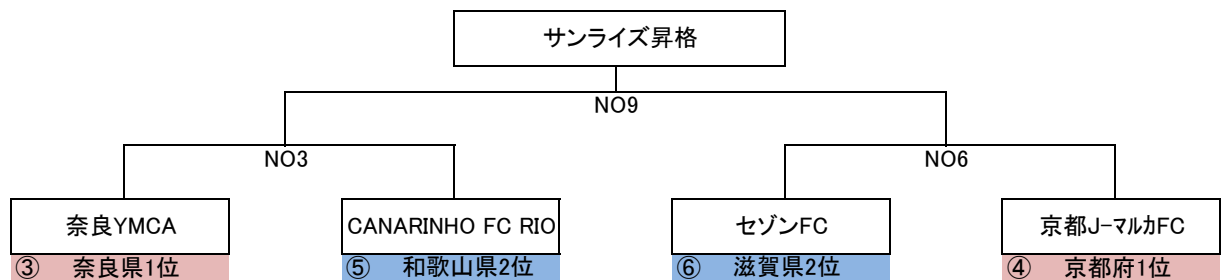 サンライズ昇格
NO9
NO3
NO6
奈良YMCA
CANARINHO FC RIO
セゾンFC
京都J-マルカFC
③ 奈良県1位
⑤ 和歌山県2位
⑥ 滋賀県2位
④ 京都府1位